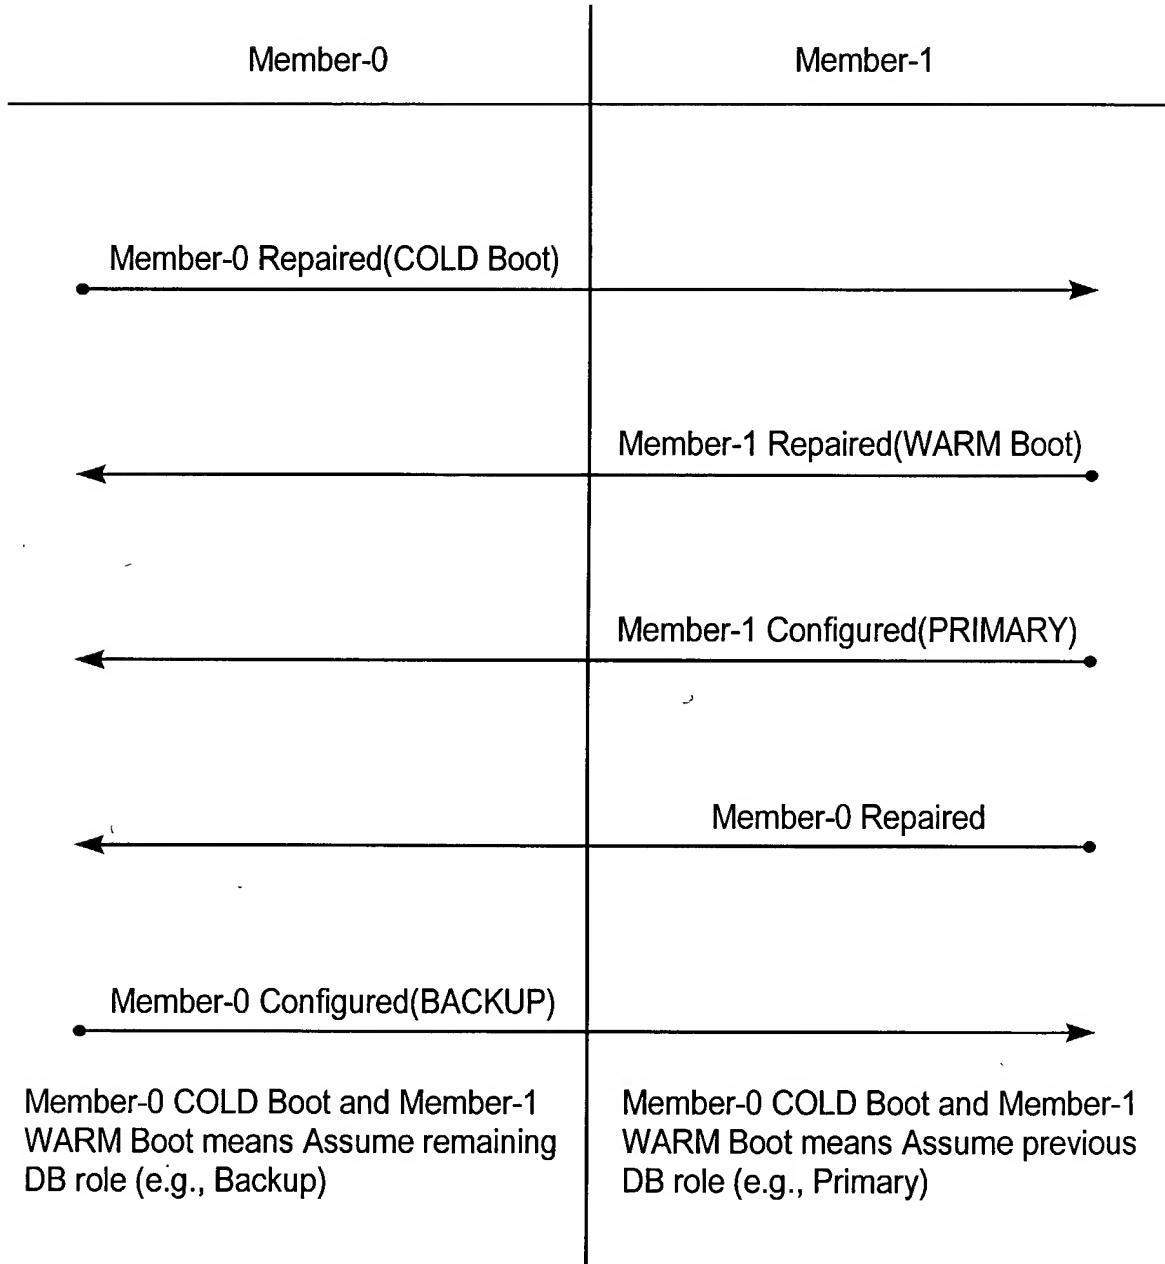 Member-0
Member-1
Member-0 Repaired(COLD Boot)
Member-1 Repaired(WARM Boot)
Member-1 Configured(PRIMARY)
Member-0 Repaired
Member-0 Configured(BACKUP)
Member-0 COLD Boot and Member-1
WARM Boot means Assume remaining
DB role (e.g., Backup)
Member-0 COLD Boot and Member-1
WARM Boot means Assume previous
DB role (e.g., Primary)